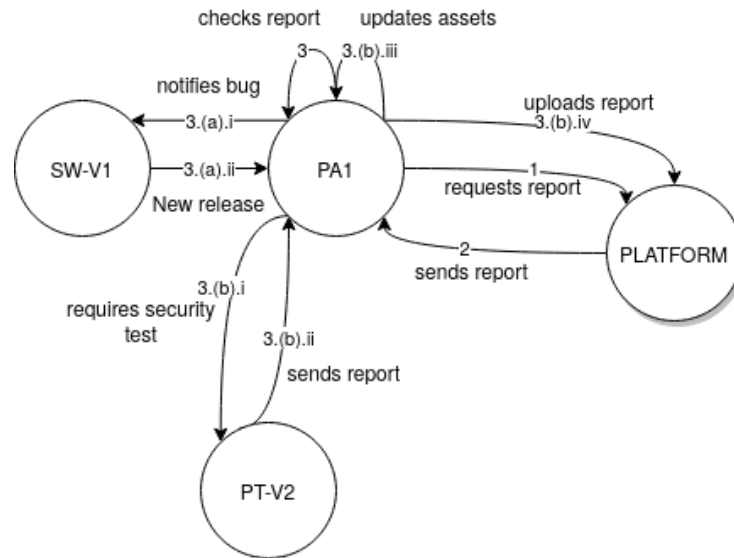 checks report
updates assets
3
3.(b).iii
notifies bug
uploads report
3.(a).i
3.(b).iv
SW-V1
3.(a).ii
PA1
1
requests report
New release
2
PLATFORM
sends report
3.(b).i
requires security
test
3.(b).ii
sends report
PT-V2